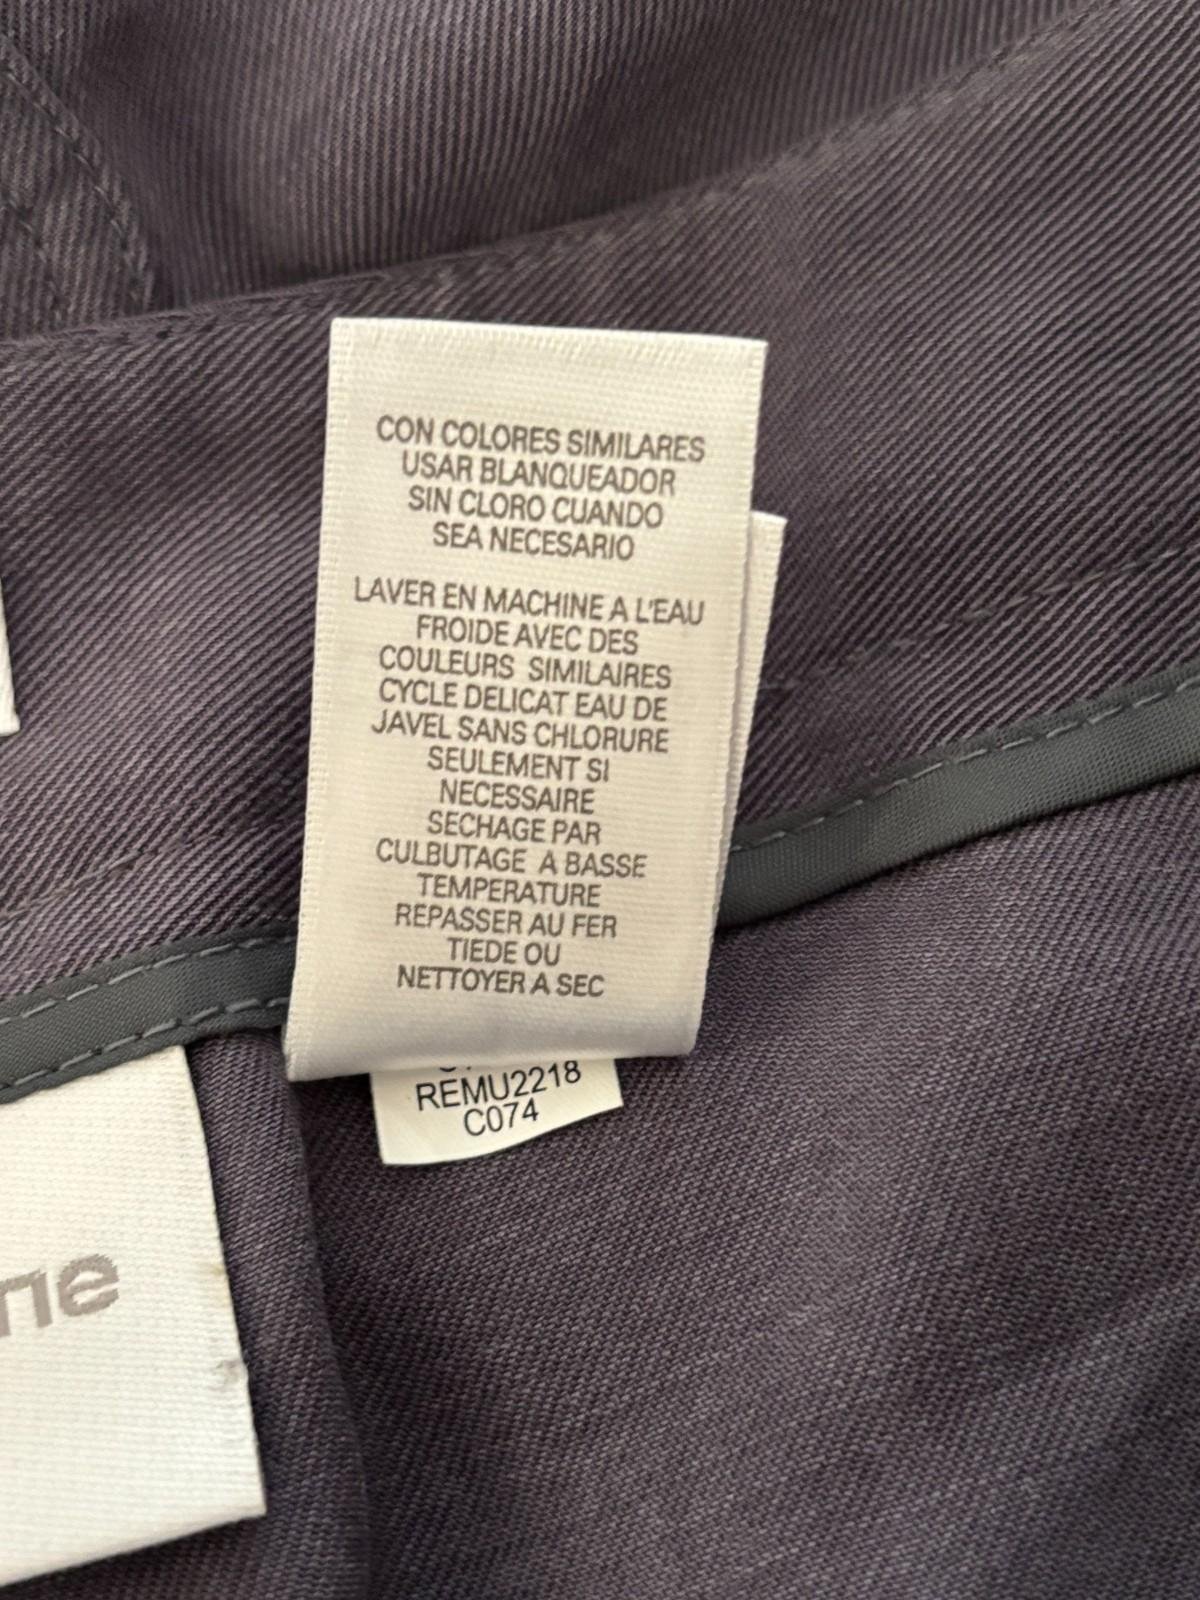 CON COLORES SIMILARES
USAR BLANQUEADOR
SIN CLORO CUANDO
SEA NECESARIO
LAVER EN MACHINE A L'EAU
FROIDE AVEC DES
COULEURS SIMILAIRES
CYCLE DELICAT EAU DE
JAVEL SANS CHLORURE
SEULEMENT SI
NECESSAIRE
SECHAGE PAR
CULBUTAGE A BASSE
TEMPERATURE
REPASSER AU FER
TIEDE OU
NETTOYER A SEC
REMU2218
C074